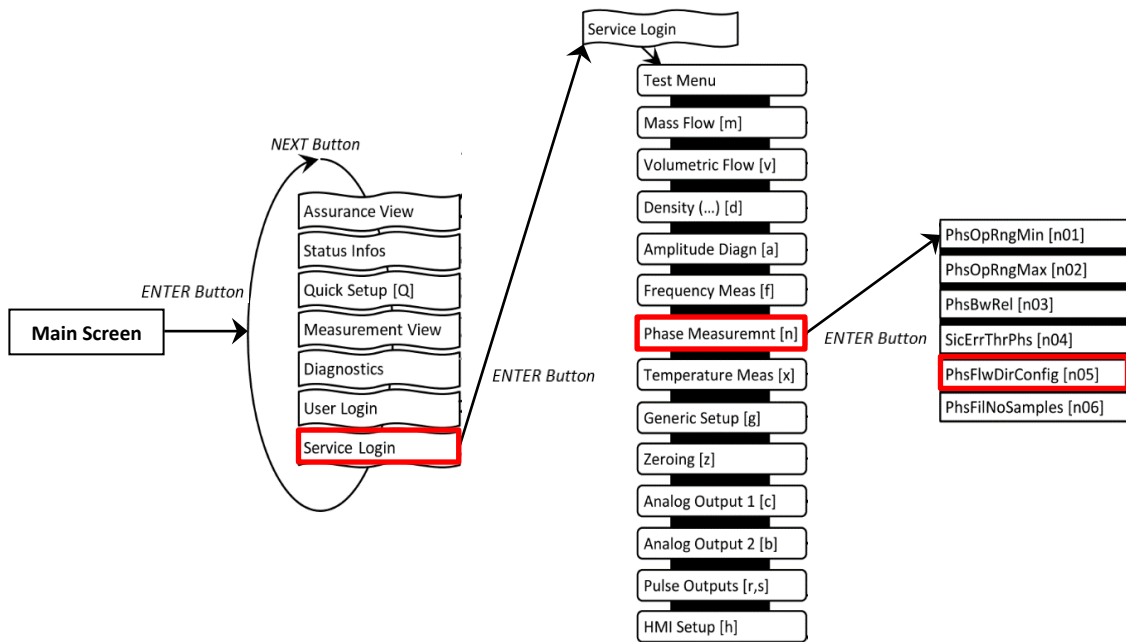 Main Screen
ENTER Button
NEXT Button
Assurance View
Status Infos
Quick Setup [Q]
Measurement View
Diagnostics
User Login
Service Login
ENTER Button
Service Login
Test Menu
Mass Flow [m]
Volumetric Flow [v]
Density (...) [d]
Amplitude Diagn [a]
Frequency Meas [f]
Phase Measuremnt [n]
Temperature Meas [x]
Generic Setup [g]
Zeroing [z]
Analog Output 1 [c]
Analog Output 2 [b]
Pulse Outputs [r,s]
HMI Setup [h]
ENTER Button
PhsOpRngMin [n01]
PhsOpRngMax [n02]
PhsBwRel [n03]
SicErrThrPhs [n04]
PhsFlwDirConfig [n05]
PhsFilNoSamples [n06]